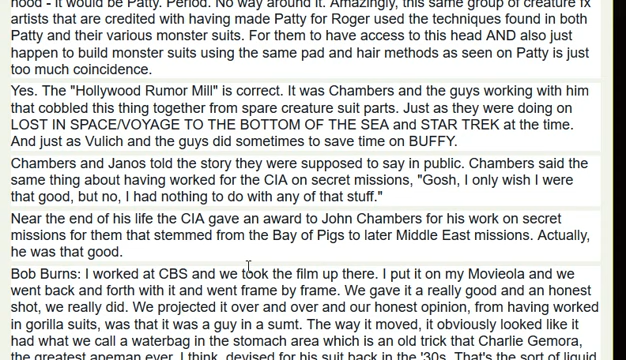 hood - it would be Patty. Period. No way around it. Amazingly, this same group of creature fx
artists that are credited with having made Patty for Roger used the techniques found in both
Patty and their various monster suits. For them to have access to this head AND also just
happen to build monster suits using the same pad and hair methods as seen on Patty is just
too much coincidence.
Yes. The "Hollywood Rumor Mill" is correct. It was Chambers and the guys working with him
that cobbled this thing together from spare creature suit parts. Just as they were doing on
LOST IN SPACE/VOYAGE TO THE BOTTOM OF THE SEA and STAR TREK at the time.
And just as Vulich and the guys did sometimes to save time on BUFFY.
Chambers and Janos told the story they were supposed to say in public. Chambers said the
same thing about having worked for the CIA on secret missions, "Gosh, I only wish I were
that good, but no, I had nothing to do with any of that stuff."
Near the end of his life the CIA gave an award to John Chambers for his work on secret
missions for them that stemmed from the Bay of Pigs to later Middle East missions. Actually,
he was that good.
Bob Burns: I worked at CBS and we took the film up there. I put it on my Movieola and we
went back and forth with it and went frame by frame. We gave it a really good and an honest
shot, we really did. We projected it over and over and our honest opinion, from having worked
in gorilla suits, was that it was a guy in a sumt. The way it moved, it obviously looked like it
had what we call a waterbag in the stomach area which is an old trick that Charlie Gemora,
the greatest apeman ever, I think, devised for his suit back in the '30s. That's the sort of liquid